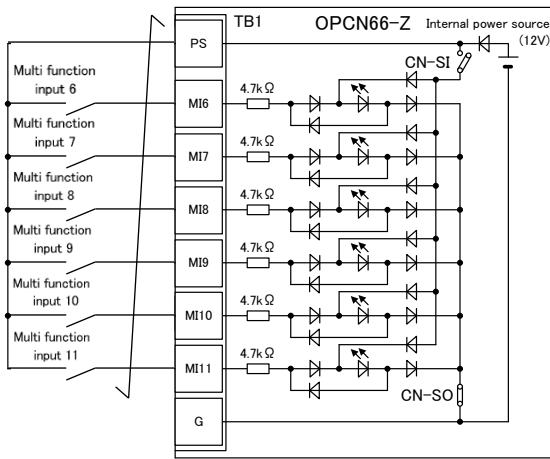 TB1
OPCN66-Z
Internal power source
(12V)
PS
CN-SI
Multi function
input 6
MI6
4.7kΩ
Multi function
input 7
MI7
4.7kΩ
Multi function
input 8
MI8
4.7kΩ
Multi function
input 9
MI9
4.7kΩ
Multi function
input 10
MI10
4.7kΩ
Multi function
input 11
MI11
4.7kΩ
CN-SO
G